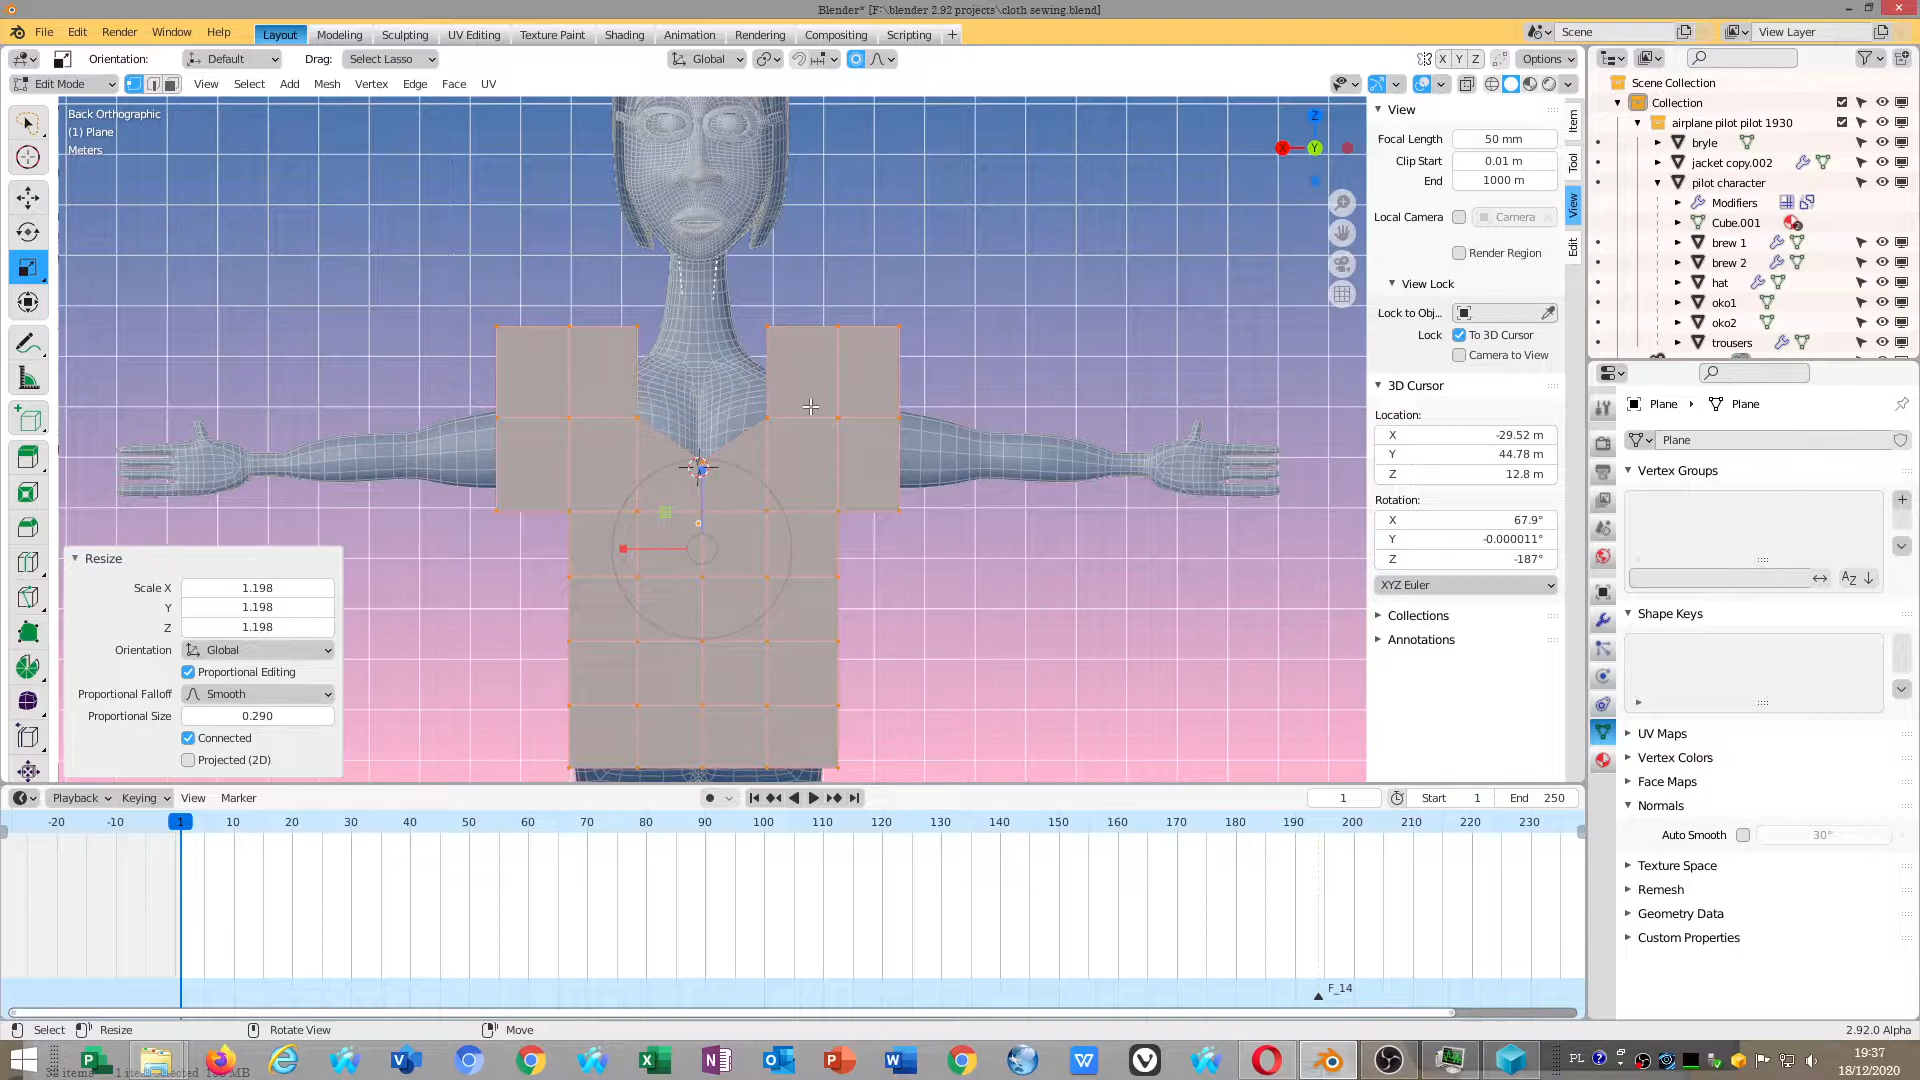 Blender* [F:\blender 2.92 projects\cloth sewing.blend]
File Edit Render Window Help Layout Modeling Sculpting UV Editing Texture Paint Shading Animation Rendering Compositing Scripting + Scene View Layer
Orientation: Default Drag: Select Lasso Global X Y Z Options
Edit Mode View Select Add Mesh Vertex Edge Face UV
Back Orthographic
(1) Plane
Meters
Z
X
Y
View
Focal Length 50 mm
Clip Start 0.01 m
End 1000 m
Local Camera Camera
Render Region
View Lock
Lock to Obj...
Lock To 3D Cursor
Camera to View
3D Cursor
Location:
X -29.52 m
Y 44.78 m
Z 12.8 m
Rotation:
X 67.9°
Y -0.000011°
Z -187°
XYZ Euler
Collections
Annotations
Item
Tool
View
Edit
Scene Collection
Collection
airplane pilot pilot 1930
bryle
jacket copy.002
pilot character
Modifiers
Cube.001
brew 1
brew 2
hat
oko1
oko2
trousers
Plane Plane
Plane
Vertex Groups
Shape Keys
UV Maps
Vertex Colors
Face Maps
Normals
Auto Smooth 30°
Texture Space
Remesh
Geometry Data
Custom Properties
Resize
Scale X 1.198
Y 1.198
Z 1.198
Orientation Global
Proportional Editing
Proportional Falloff Smooth
Proportional Size 0.290
Connected
Projected (2D)
Playback Keying View Marker 1 Start 1 End 250
-20 -10 1 10 20 30 40 50 60 70 80 90 100 110 120 130 140 150 160 170 180 190 200 210 220 230
F_14
Select Resize Rotate View Move 2.92.0 Alpha
PL 19:37
18/12/2020